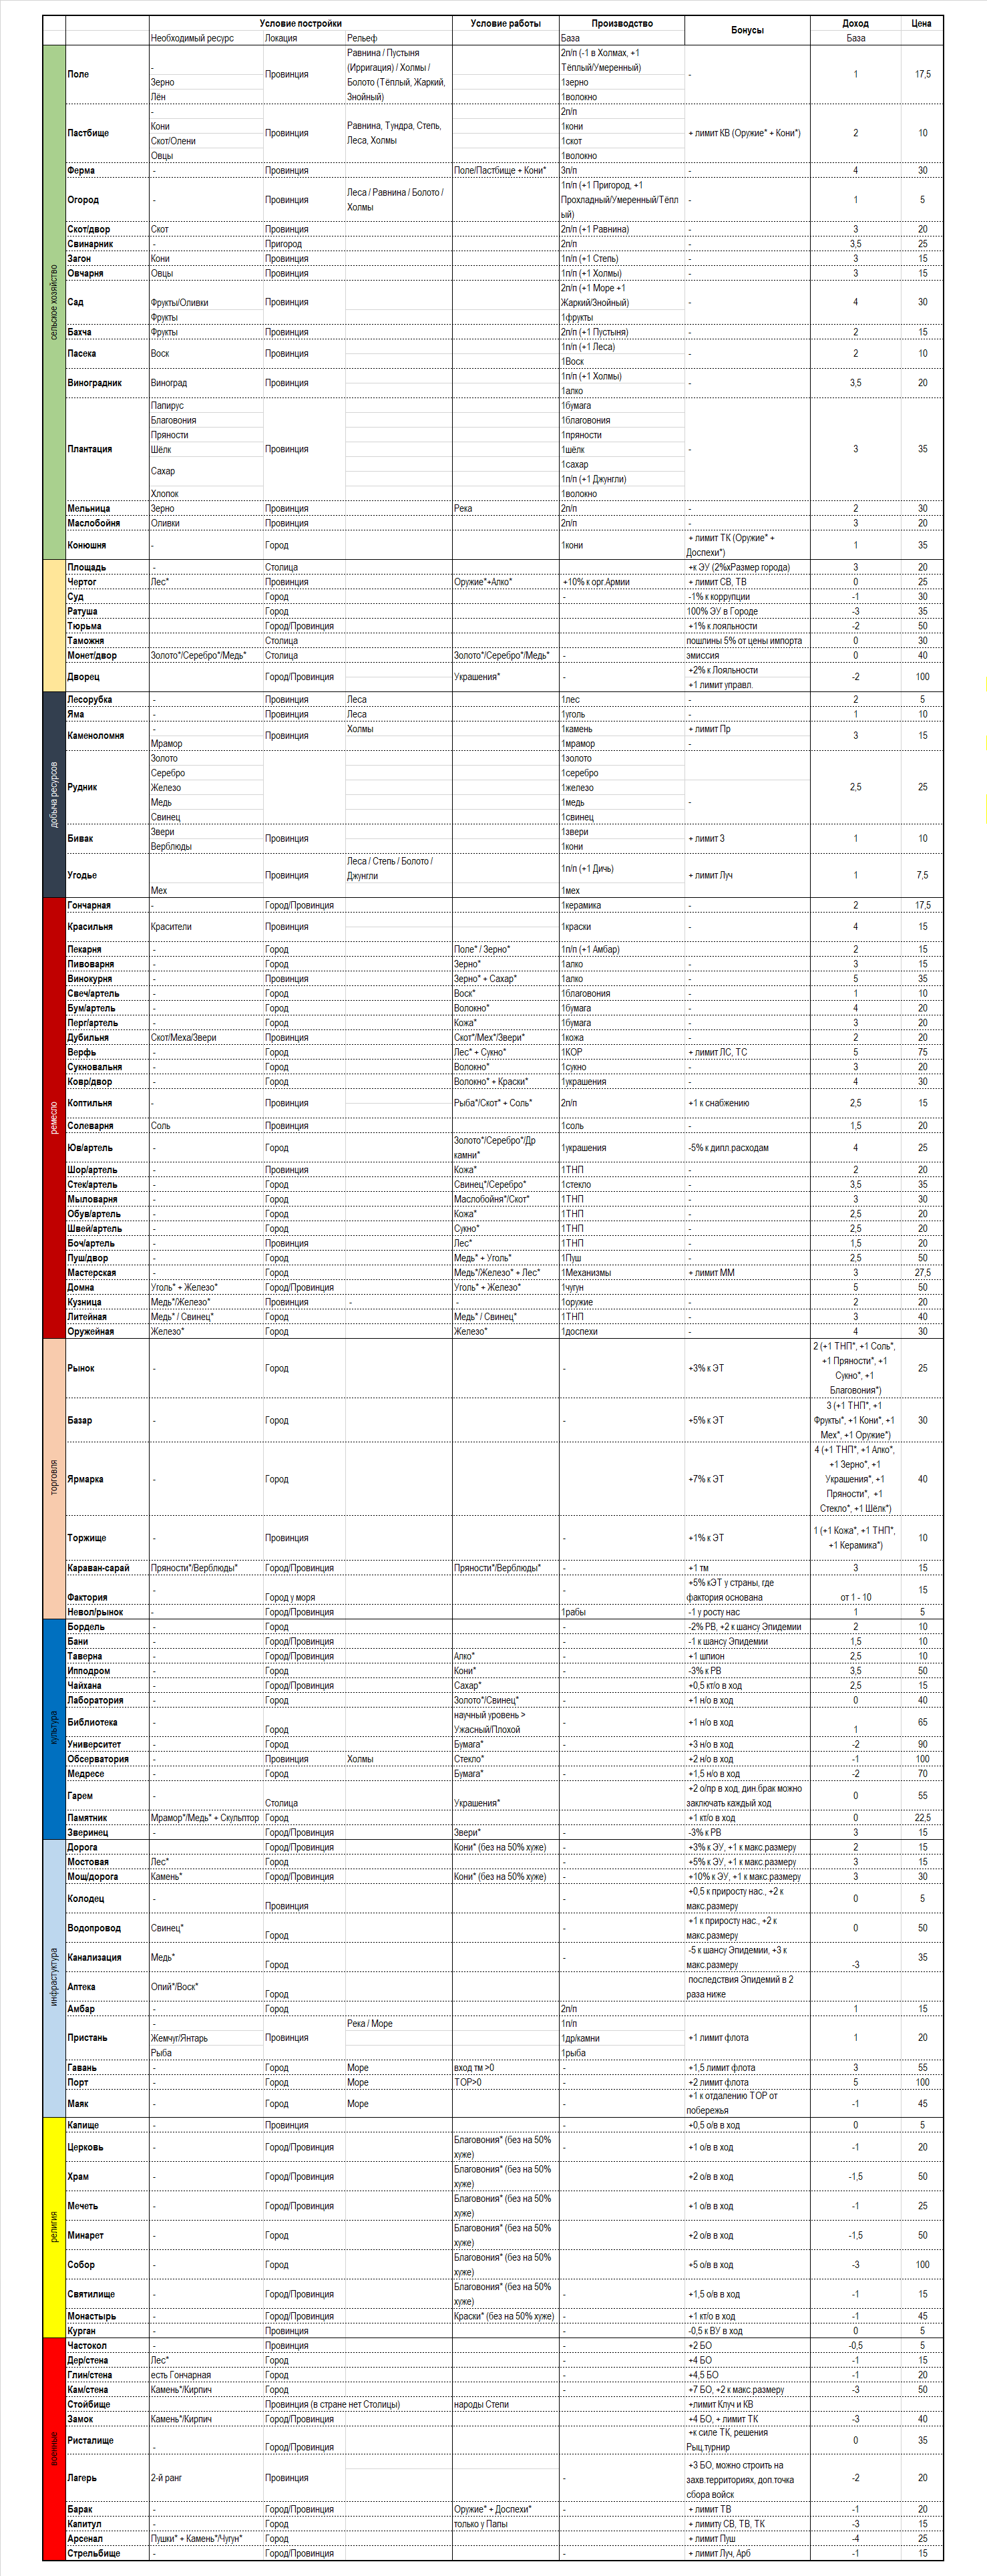 Условие постройки Условие работы Производство Бонусы Доход Цена
Необходимый ресурс Локация Рельеф База База
сельское хозяйство
Поле - Провинция Равнина / Пустыня (Ирригация) / Холмы / Болото (Тёплый, Жаркий, Знойный) 2п/п (-1 в Холмах, +1 Тёплый/Умеренный) - 1 17,5
Зерно 1зерно
Лён 1волокно
Пастбище - Провинция Равнина, Тундра, Степь, Леса, Холмы 2п/п + лимит КВ (Оружие* + Кони*) 2 10
Кони 1кони
Скот/Олени 1скот
Овцы 1волокно
Ферма - Провинция Поле/Пастбище + Кони* 3п/п - 4 30
Огород - Провинция Леса / Равнина / Болото / Холмы 1п/п (+1 Пригород, +1 Прохладный/Умеренный/Тёплый) - 1 5
Скот/двор Скот Провинция 2п/п (+1 Равнина) - 3 20
Свинарник - Пригород 2п/п - 3,5 25
Загон Кони Провинция 1п/п (+1 Степь) - 3 15
Овчарня Овцы Провинция 1п/п (+1 Холмы) - 3 15
Сад Фрукты/Оливки Провинция 2п/п (+1 Море +1 Жаркий/Знойный) - 4 30
Фрукты 1фрукты
Бахча Фрукты Провинция 2п/п (+1 Пустыня) - 2 15
Пасека Воск Провинция 1п/п (+1 Леса) - 2 10
1Воск
Виноградник Виноград Провинция 1п/п (+1 Холмы) - 3,5 20
1алко
Плантация Папирус Провинция 1бумага - 3 35
Благовония 1благовония
Пряности 1пряности
Шёлк 1шёлк
Сахар 1сахар
1п/п (+1 Джунгли)
Хлопок 1волокно
Мельница Зерно Провинция Река 2п/п - 2 30
Маслобойня Оливки Провинция 2п/п - 3 20
Конюшня - Город 1кони + лимит ТК (Оружие* + Доспехи*) 1 35
Площадь - Столица +к ЭУ (2%xРазмер города) 3 20
Чертог Лес* Провинция Оружие*+Алко* +10% к орг.Армии + лимит СВ, ТВ 0 25
Суд Город - -1% к коррупции -1 30
Ратуша Город 100% ЭУ в Городе -3 35
Тюрьма Город/Провинция +1% к лояльности -2 50
Таможня Столица пошлины 5% от цены импорта 0 30
Монет/двор Золото*/Серебро*/Медь* Столица Золото*/Серебро*/Медь* - эмиссия 0 40
Дворец Город/Провинция Украшения* - +2% к Лояльности -2 100
+1 лимит управл.
добыча ресурсов
Лесорубка - Провинция Леса 1лес - 2 5
Яма - Провинция Леса 1уголь - 1 10
Каменоломня - Провинция Холмы 1камень + лимит Пр 3 15
Мрамор 1мрамор -
Рудник Золото 1золото - 2,5 25
Серебро 1серебро
Железо 1железо
Медь 1медь
Свинец 1свинец
Бивак Звери Провинция 1звери + лимит З 1 10
Верблюды 1кони
Угодье Провинция Леса / Степь / Болото / Джунгли 1п/п (+1 Дичь) + лимит Луч 1 7,5
Мех 1мех
ремесло
Гончарная - Город/Провинция 1керамика - 2 17,5
Красильня Красители Провинция 1краски - 4 15
Пекарня - Город Поле* / Зерно* 1п/п (+1 Амбар) 2 15
Пивоварня - Город Зерно* 1алко - 3 15
Винокурня - Провинция Зерно* + Сахар* 1алко - 5 35
Свеч/артель - Город Воск* 1благовония - 1 10
Бум/артель - Город Волокно* 1бумага - 4 20
Перг/артель - Город Кожа* 1бумага - 3 20
Дубильня Скот/Меха/Звери Провинция Скот*/Мех*/Звери* 1кожа - 2 20
Верфь - Город Лес* + Сукно* 1КОР + лимит ЛС, ТС 5 75
Сукновальня - Город Волокно* 1сукно - 3 20
Ковр/двор - Город Волокно* + Краски* 1украшения - 4 30
Коптильня - Провинция Рыба*/Скот* + Соль* 2п/п +1 к снабжению 2,5 15
Солеварня Соль Провинция 1соль - 1,5 20
Юв/артель - Город Золото*/Серебро*/Др камни* 1украшения -5% к дипл.расходам 4 25
Шор/артель - Провинция Кожа* 1ТНП - 2 20
Стек/артель - Город Свинец*/Серебро* 1стекло - 3,5 35
Мыловарня - Город Маслобойня*/Скот* 1ТНП - 3 30
Обув/артель - Город Кожа* 1ТНП - 2,5 20
Швей/артель - Город Сукно* 1ТНП - 2,5 20
Боч/артель - Провинция Лес* 1ТНП - 1,5 20
Пуш/двор - Город Медь* + Уголь* 1Пуш - 2,5 50
Мастерская - Город Медь*/Железо* + Лес* 1Механизмы + лимит ММ 3 27,5
Домна Уголь* + Железо* Город/Провинция Уголь* + Железо* 1чугун 5 50
Кузница Медь*/Железо* Провинция - - 1оружие - 2 20
Литейная Медь* / Свинец* Город Медь* / Свинец* 1ТНП - 3 40
Оружейная Железо* Город Железо* 1доспехи - 4 30
торговля
Рынок - Город - +3% к ЭТ 2 (+1 ТНП*, +1 Соль*, +1 Пряности*, +1 Сукно*, +1 Благовония*) 25
Базар - Город - +5% к ЭТ 3 (+1 ТНП*, +1 Фрукты*, +1 Кони*, +1 Мех*, +1 Оружие*) 30
Ярмарка - Город +7% к ЭТ 4 (+1 ТНП*, +1 Алко*, +1 Зерно*, +1 Украшения*, +1 Пряности*, +1 Стекло*, +1 Шёлк*) 40
Торжище - Провинция - +1% к ЭТ 1 (+1 Кожа*, +1 ТНП*, +1 Керамика*) 10
Караван-сарай Пряности*/Верблюды* Город/Провинция Пряности*/Верблюды* - +1 тм 3 15
Фактория - Город у моря - +5% кЭТ у страны, где фактория основана от 1 - 10 15
Невол/рынок - Город/Провинция 1рабы -1 у росту нас 1 5
культура
Бордель - Город - -2% РВ, +2 к шансу Эпидемии 2 10
Бани - Город/Провинция - -1 к шансу Эпидемии 1,5 10
Таверна - Город/Провинция Алко* - +1 шпион 2,5 10
Ипподром - Город Кони* - -3% к РВ 3,5 50
Чайхана - Город/Провинция Сахар* +0,5 кт/о в ход 2,5 15
Лаборатория - Город Золото*/Свинец* - +1 н/о в ход 0 40
Библиотека - Город научный уровень > Ужасный/Плохой - +1 н/о в ход 1 65
Университет - Город Бумага* - +3 н/о в ход -2 90
Обсерватория - Провинция Холмы Стекло* +2 н/о в ход -1 100
Медресе - Город Бумага* - +1,5 н/о в ход -2 70
Гарем - Столица Украшения* +2 о/пр в ход, дин.брак можно заключать каждый ход 0 55
Памятник Мрамор*/Медь* + Скульптор Город +1 кт/о в ход 0 22,5
Зверинец - Город/Провинция Звери* - -3% к РВ 3 15
инфрастуктура
Дорога Город/Провинция Кони* (без на 50% хуже) - +3% к ЭУ, +1 к макс.размеру 2 15
Мостовая Лес* Город +5% к ЭУ, +1 к макс.размеру 3 15
Мощ/дорога Камень* Город/Провинция Кони* (без на 50% хуже) - +10% к ЭУ, +1 к макс.размеру 3 30
Колодец - Провинция - +0,5 к приросту нас., +2 к макс.размеру 0 5
Водопровод Свинец* Город - +1 к приросту нас., +2 к макс.размеру 0 50
Канализация Медь* Город - -5 к шансу Эпидемии, +3 к макс.размеру -3 35
Аптека Опий*/Воск* Город последствия Эпидемий в 2 раза ниже
Амбар - Город 2п/п 1 15
Пристань - Провинция Река / Море 1п/п +1 лимит флота 1 20
Жемчуг/Янтарь 1др/камни
Рыба 1рыба
Гавань - Город Море вход тм >0 - +1,5 лимит флота 3 55
Порт - Город Море ТОР>0 - +2 лимит флота 5 100
Маяк - Город Море - +1 к отдалению ТОР от побережья -1 45
религия
Капище - Провинция - +0,5 о/в в ход 0 5
Церковь - Город/Провинция Благовония* (без на 50% хуже) - +1 о/в в ход -1 20
Храм - Город/Провинция Благовония* (без на 50% хуже) +2 о/в в ход -1,5 50
Мечеть - Город/Провинция Благовония* (без на 50% хуже) +1 о/в в ход -1 25
Минарет - Город Благовония* (без на 50% хуже) +2 о/в в ход -1,5 50
Собор - Город Благовония* (без на 50% хуже) +5 о/в в ход -3 100
Святилище - Город/Провинция Благовония* (без на 50% хуже) - +1,5 о/в в ход -1 15
Монастырь - Город/Провинция Краски* (без на 50% хуже) - +1 кт/о в ход -1 45
Курган - Провинция - -0,5 к ВУ в ход 0 5
военные
Частокол - Провинция - +2 БО -0,5 5
Дер/стена Лес* Город - +4 БО -1 15
Глин/стена есть Гончарная Город - +4,5 БО -1 20
Кам/стена Камень*/Кирпич Город - +7 БО, +2 к макс.размеру -3 50
Стойбище Провинция (в стране нет Столицы) народы Степи +лимит Клуч и КВ
Замок Камень*/Кирпич Город/Провинция +4 БО, + лимит ТК -3 40
Ристалище - Город/Провинция +к силе ТК, решения Рыц.турнир 0 35
Лагерь 2-й ранг Провинция - +3 БО, можно строить на захв.территориях, доп.точка сбора войск -2 20
Барак - Город/Провинция Оружие* + Доспехи* - + лимит ТВ -1 20
Капитул - Город только у Папы + лимиту СВ, ТВ, ТК -3 15
Арсенал Пушки* + Камень*/Чугун* Город + лимит Пуш -4 25
Стрельбище - Город/Провинция - + лимит Луч, Арб -1 15